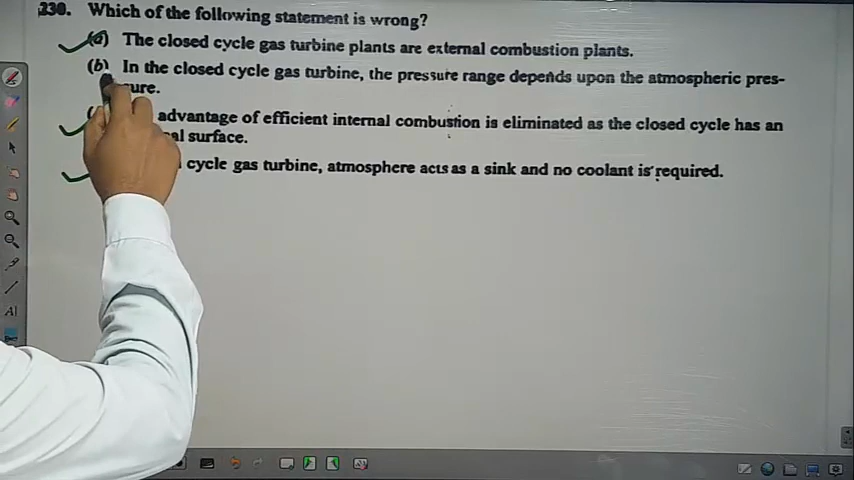 230. Which of the following statement is wrong?
(a) The closed cycle gas turbine plants are external combustion plants.
(b) In the closed cycle gas turbine, the pressure range depends upon the atmospheric pres-
sure.
advantage of efficient internal combustion is eliminated as the closed cycle has an
surface.
cycle gas turbine, atmosphere acts as a sink and no coolant is required.
A